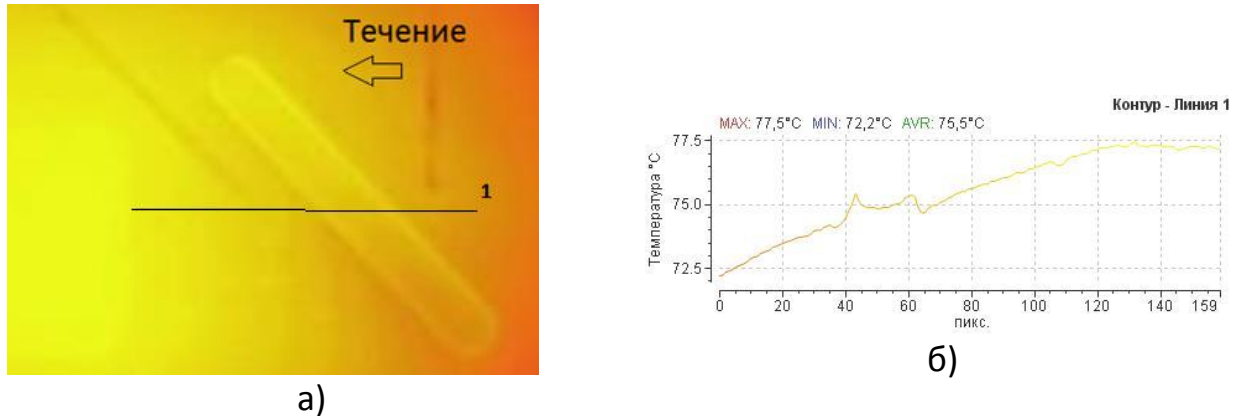 Течение
1
а)
Контур - Линия 1
MAX: 77,5°C MIN: 72,2°C AVR: 75,5°C
Температура °C
77.5
75.0
72.5
0 20 40 60 80 100 120 140 159
пикс.
б)